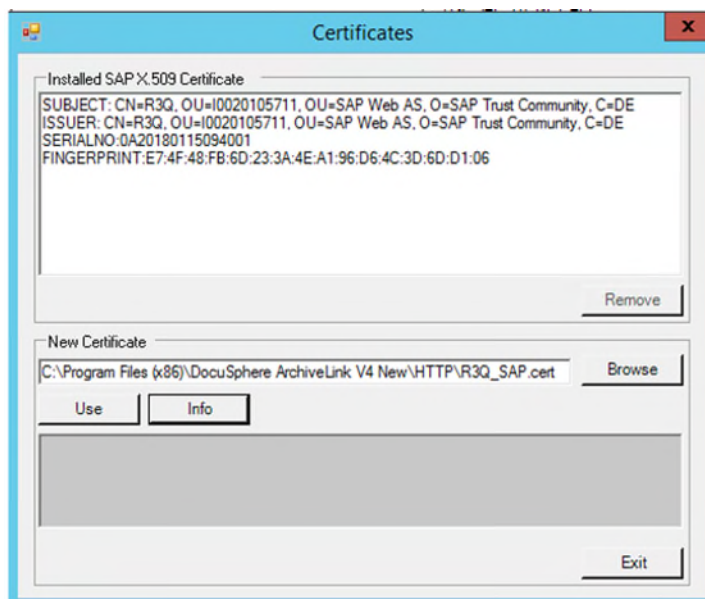 Certificates
x
Installed SAP X.509 Certificate
SUBJECT: CN=R3Q, OU=I0020105711, OU=SAP Web AS, O=SAP Trust Community, C=DE
ISSUER: CN=R3Q, OU=I0020105711, OU=SAP Web AS, O=SAP Trust Community, C=DE
SERIALNO:0A20180115094001
FINGERPRINT:E7:4F:48:FB:6D:23:3A:4E:A1:96:D6:4C:3D:6D:D1:06
Remove
New Certificate
C:\Program Files (x86)\DocuSphere ArchiveLink V4 New\HTTP\R3Q_SAP.cert
Browse
Use
Info
Exit